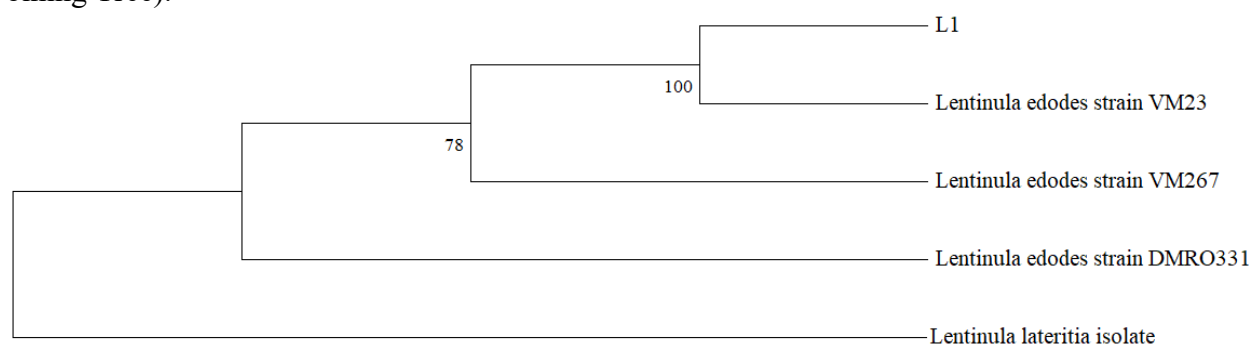 L1
100
Lentinula edodes strain VM23
78
Lentinula edodes strain VM267
Lentinula edodes strain DMRO331
Lentinula lateritia isolate